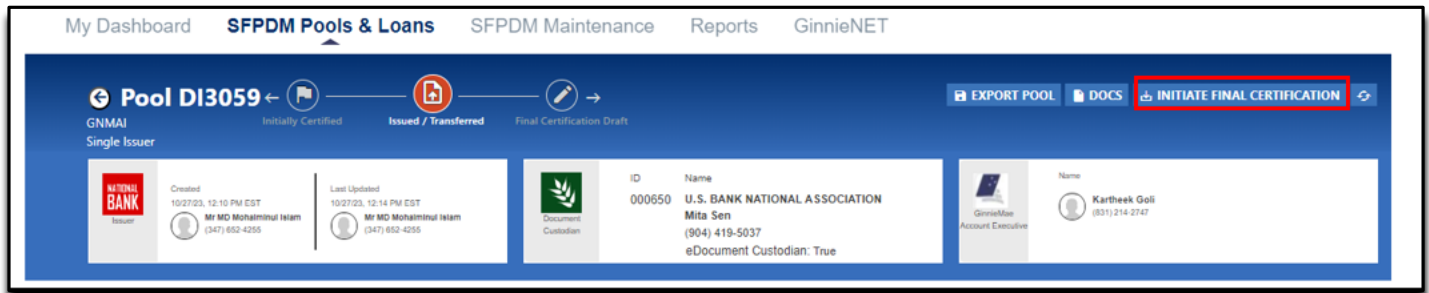 My Dashboard SFPDM Pools & Loans SFPDM Maintenance Reports GinnieNET
Pool DI3059
EXPORT POOL DOCS INITIATE FINAL CERTIFICATION
GNMAI
Initially Certified Issued / Transferred Final Certification Draft
Single Issuer
NATIONAL
BANK
Issuer
Created
10/27/23, 12:10 PM EST
Mr MD Mohaiminul Islam
(347) 652-4255
Last Updated
10/27/23, 12:14 PM EST
Mr MD Mohaiminul Islam
(347) 652-4255
Document
Custodian
ID Name
000650 U.S. BANK NATIONAL ASSOCIATION
Mita Sen
(904) 419-5037
eDocument Custodian: True
GinnieMae
Account Executive
Name
Kartheek Goli
(831) 214-2747